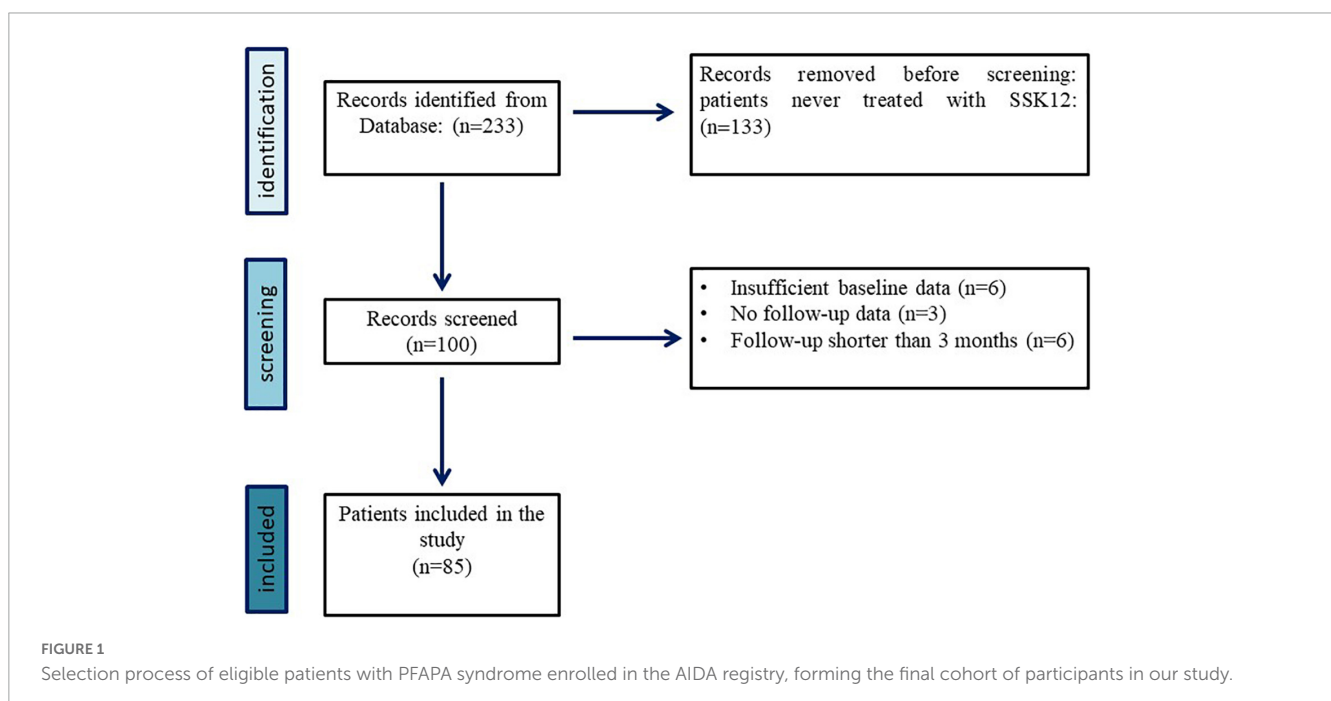 identification
Records identified from
Database: (n=233)
Records removed before screening:
patients never treated with SSK12:
(n=133)
screening
Records screened
(n=100)
• Insufficient baseline data (n=6)
• No follow-up data (n=3)
• Follow-up shorter than 3 months (n=6)
included
Patients included in the
study
(n=85)
FIGURE 1
Selection process of eligible patients with PFAPA syndrome enrolled in the AIDA registry, forming the final cohort of participants in our study.